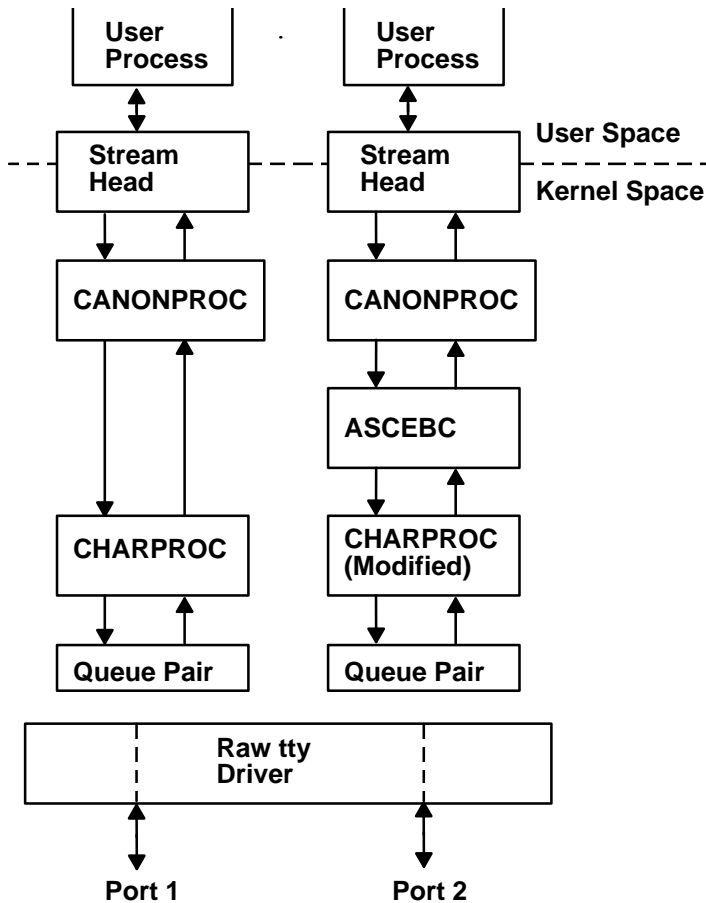 User
Process
User
Process
User Space
Stream
Head
Stream
Head
Kernel Space
CANONPROC
CANONPROC
ASCEBC
CHARPROC
CHARPROC
(Modified)
Queue Pair
Queue Pair
Raw tty
Driver
Port 1
Port 2